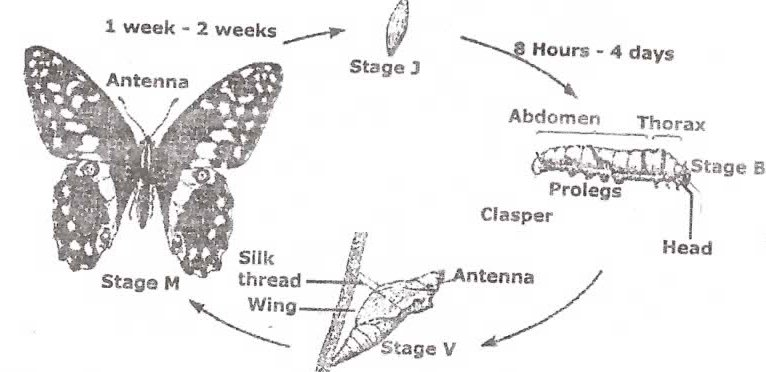 1 week - 2 weeks
Stage J
8 Hours - 4 days
Antenna
Abdomen
Thorax
Stage B
Prolegs
Clasper
Head
Silk
thread
Antenna
Wing
Stage M
Stage V